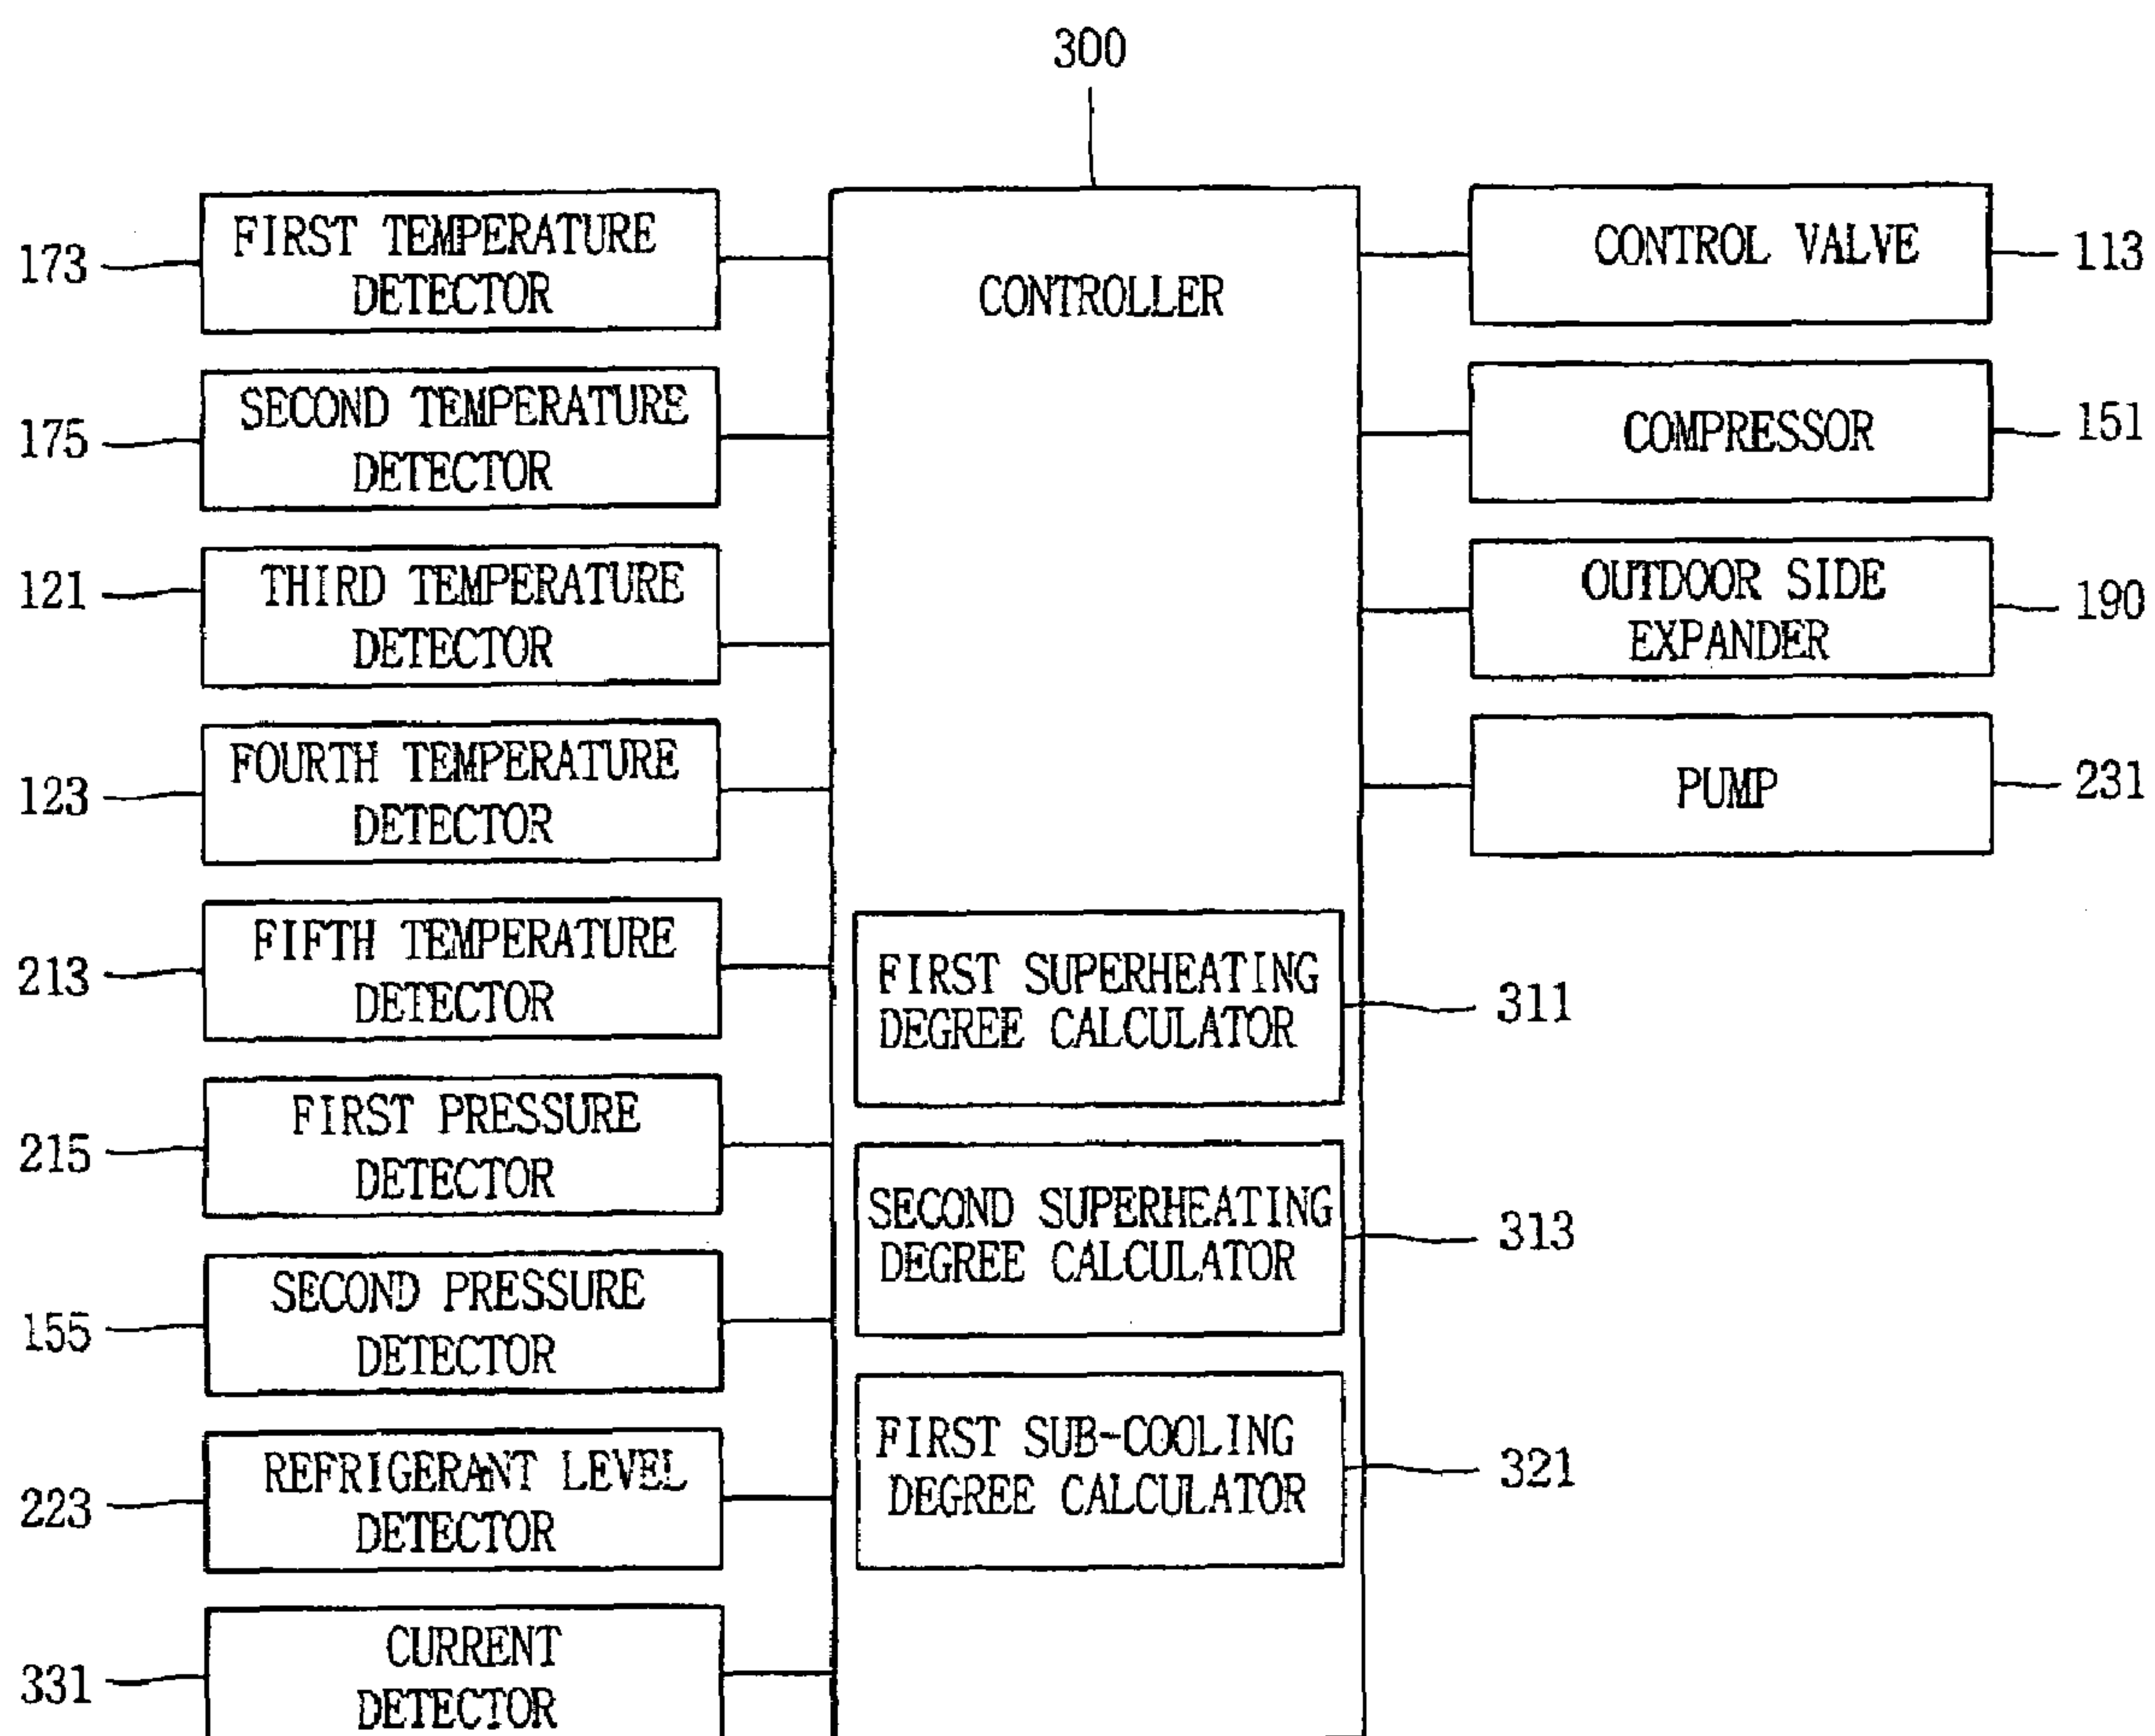 300
173
FIRST TEMPERATURE
DETECTOR
175
SECOND TEMPERATURE
DETECTOR
121
THIRD TEMPERATURE
DETECTOR
123
FOURTH TEMPERATURE
DETECTOR
213
FIFTH TEMPERATURE
DETECTOR
215
FIRST PRESSURE
DETECTOR
155
SECOND PRESSURE
DETECTOR
223
REFRIGERANT LEVEL
DETECTOR
331
CURRENT
DETECTOR
CONTROLLER
FIRST SUPERHEATING
DEGREE CALCULATOR
311
SECOND SUPERHEATING
DEGREE CALCULATOR
313
FIRST SUB-COOLING
DEGREE CALCULATOR
321
CONTROL VALVE
113
COMPRESSOR
151
OUTDOOR SIDE
EXPANDER
190
PUMP
231